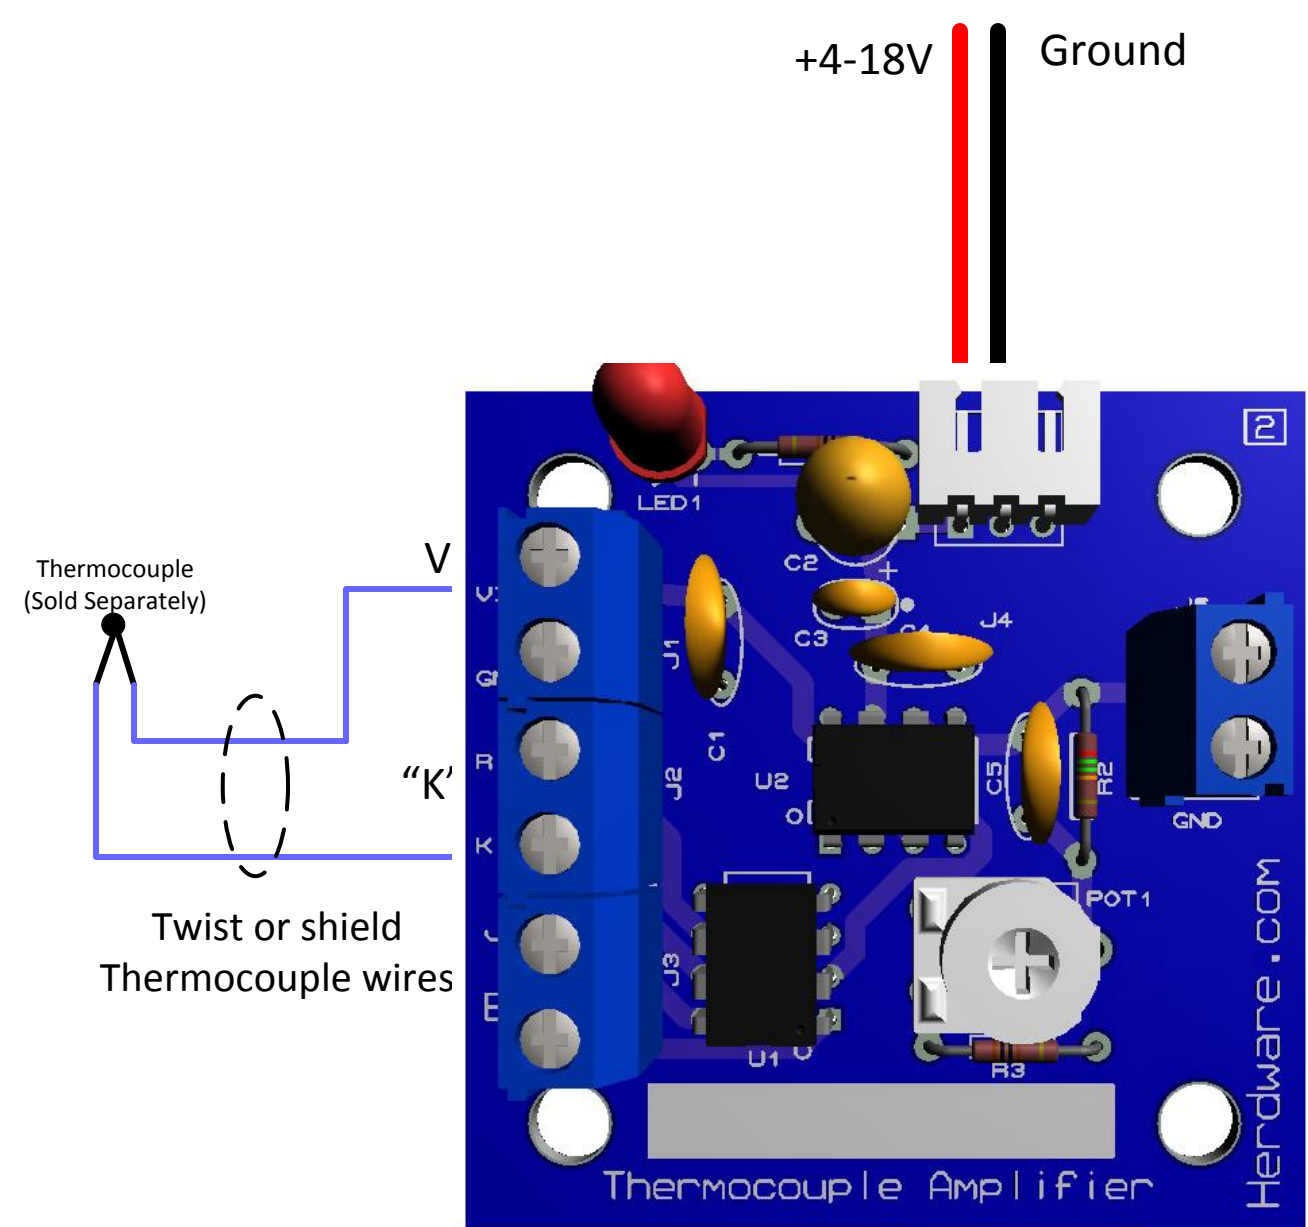 +4-18V
Ground
2
LED1
C2
+
Thermocouple
(Sold Separately)
V
C3
J4
J1
C1
R
"K"
K
J2
U2
C5
R2
GND
Twist or shield
Thermocouple wires
J3
POT1
U1
R3
Herdware.com
Thermocouple Amplifier